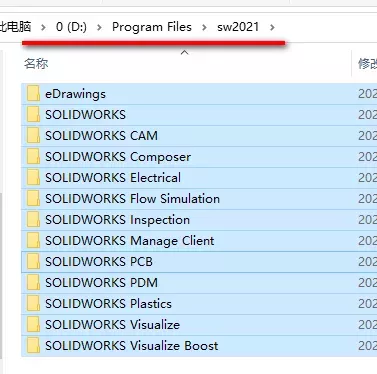 此电脑 > 0 (D:) > Program Files > sw2021 >
名称
eDrawings 202
SOLIDWORKS 202
SOLIDWORKS CAM 202
SOLIDWORKS Composer 202
SOLIDWORKS Electrical 202
SOLIDWORKS Flow Simulation 202
SOLIDWORKS Inspection 202
SOLIDWORKS Manage Client 202
SOLIDWORKS PCB 202
SOLIDWORKS PDM 202
SOLIDWORKS Plastics 202
SOLIDWORKS Visualize 202
SOLIDWORKS Visualize Boost 202